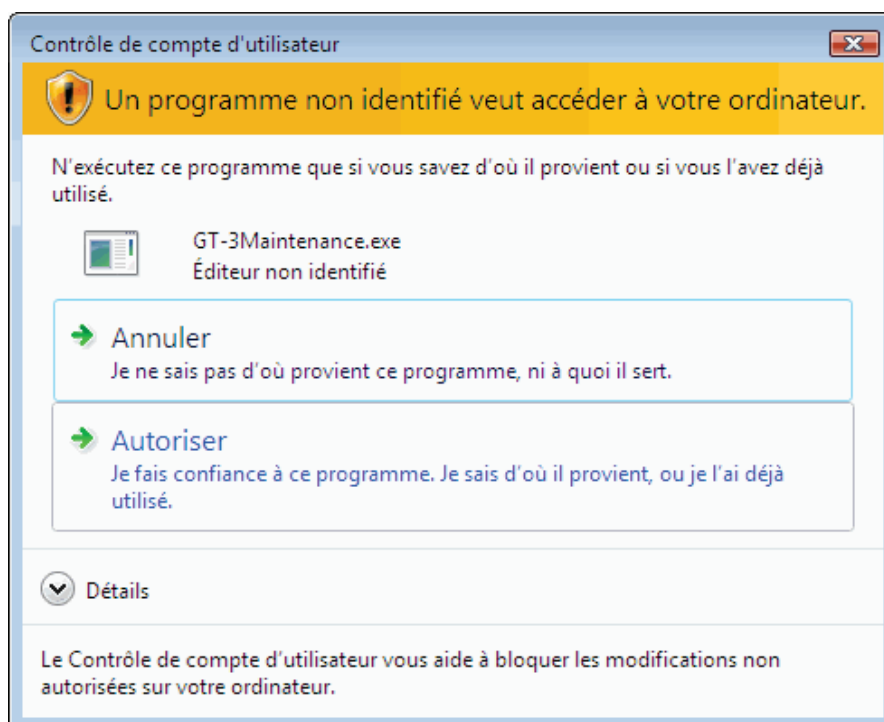 Contrôle de compte d'utilisateur
Un programme non identifié veut accéder à votre ordinateur.
N'exécutez ce programme que si vous savez d'où il provient ou si vous l'avez déjà
utilisé.
GT-3Maintenance.exe
Éditeur non identifié
Annuler
Je ne sais pas d'où provient ce programme, ni à quoi il sert.
Autoriser
Je fais confiance à ce programme. Je sais d'où il provient, ou je l'ai déjà
utilisé.
Détails
Le Contrôle de compte d'utilisateur vous aide à bloquer les modifications non
autorisées sur votre ordinateur.